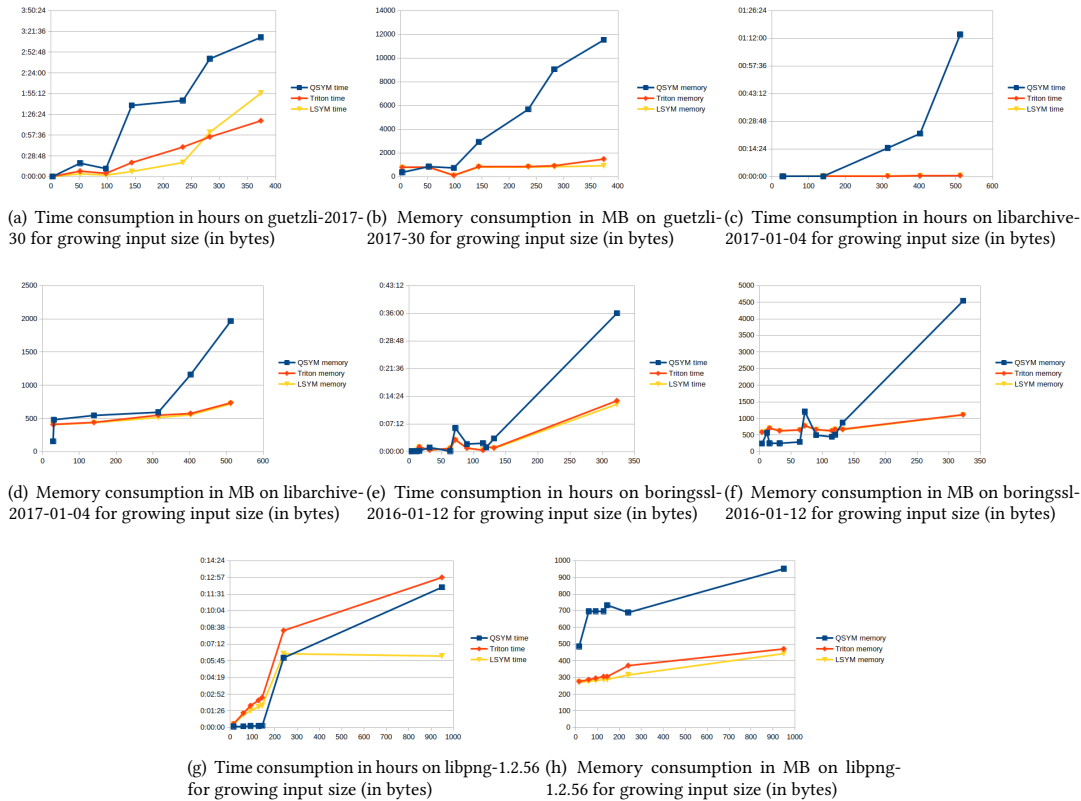 3:50:24
3:21:36
2:52:48
2:24:00
1:55:12
1:26:24
0:57:36
0:28:48
0:00:00
0 50 100 150 200 250 300 350 400
QSYM time
Triton time
LSYM time
14000
12000
10000
8000
6000
4000
2000
0
0 50 100 150 200 250 300 350 400
QSYM memory
Triton memory
LSYM memory
01:26:24
01:12:00
00:57:36
00:43:12
00:28:48
00:14:24
00:00:00
0 100 200 300 400 500 600
QSYM time
Triton time
LSYM time
(a) Time consumption in hours on guetzli-2017-
30 for growing input size (in bytes)
(b) Memory consumption in MB on guetzli-
2017-30 for growing input size (in bytes)
(c) Time consumption in hours on libarchive-
2017-01-04 for growing input size (in bytes)
2500
2000
1500
1000
500
0
0 100 200 300 400 500 600
QSYM memory
Triton memory
LSYM memory
0:43:12
0:36:00
0:28:48
0:21:36
0:14:24
0:07:12
0:00:00
0 50 100 150 200 250 300 350
QSYM time
Triton time
LSYM time
5000
4500
4000
3500
3000
2500
2000
1500
1000
500
0
0 50 100 150 200 250 300 350
QSYM memory
Triton memory
LSYM memory
(d) Memory consumption in MB on libarchive-
2017-01-04 for growing input size (in bytes)
(e) Time consumption in hours on boringssl-
2016-01-12 for growing input size (in bytes)
(f) Memory consumption in MB on boringssl-
2016-01-12 for growing input size (in bytes)
0:14:24
0:12:57
0:11:31
0:10:04
0:08:38
0:07:12
0:05:45
0:04:19
0:02:52
0:01:26
0:00:00
0 100 200 300 400 500 600 700 800 900 1000
QSYM time
Triton time
LSYM time
1000
900
800
700
600
500
400
300
200
100
0
0 100 200 300 400 500 600 700 800 900 1000
QSYM memory
Triton memory
LSYM memory
(g) Time consumption in hours on libpng-1.2.56
for growing input size (in bytes)
(h) Memory consumption in MB on libpng-
1.2.56 for growing input size (in bytes)